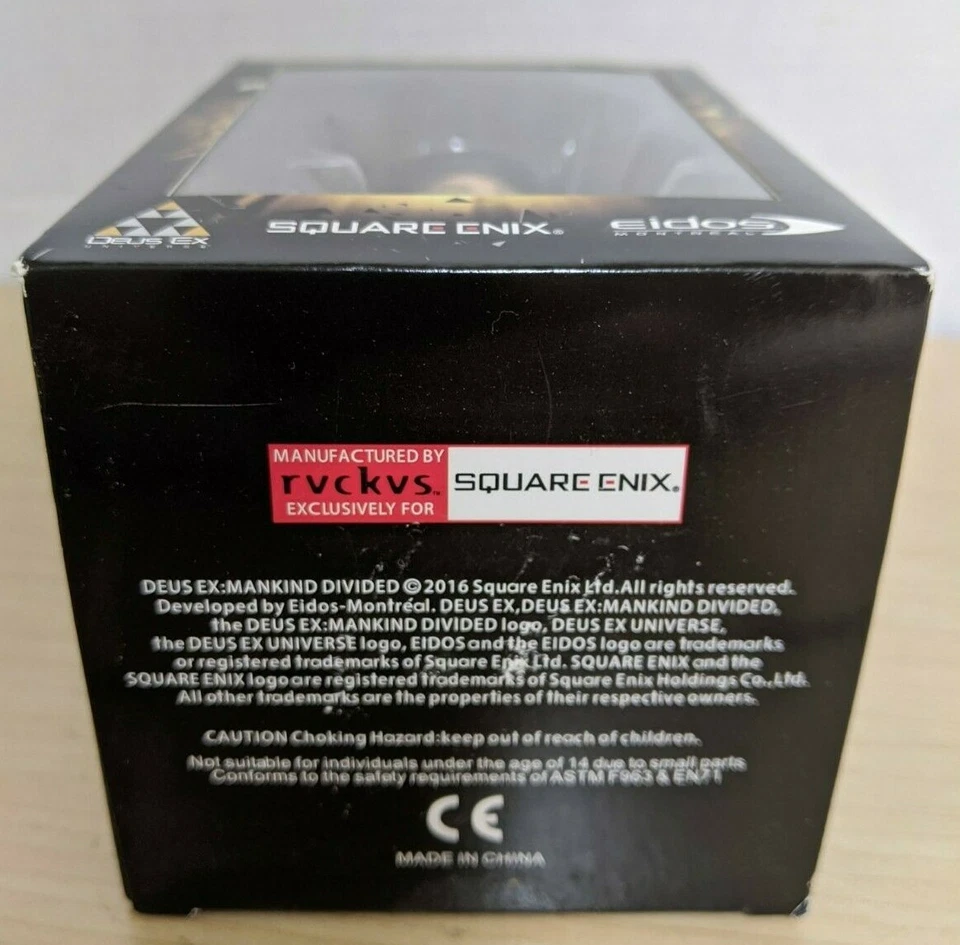 DEUS EX
UNIVERSE
SQUARE ENIX®
EIDOS
MONTRÉAL
MANUFACTURED BY
rvckvs™
EXCLUSIVELY FOR
SQUARE ENIX®
DEUS EX:MANKIND DIVIDED ©2016 Square Enix Ltd.All rights reserved.
Developed by Eidos-Montréal. DEUS EX,DEUS EX:MANKIND DIVIDED,
the DEUS EX:MANKIND DIVIDED logo, DEUS EX UNIVERSE,
the DEUS EX UNIVERSE logo, EIDOS and the EIDOS logo are trademarks
or registered trademarks of Square Enix Ltd. SQUARE ENIX and the
SQUARE ENIX logo are registered trademarks of Square Enix Holdings Co.,Ltd.
All other trademarks are the properties of their respective owners.
CAUTION Choking Hazard:keep out of reach of children.
Not suitable for individuals under the age of 14 due to small parts
Conforms to the safety requirements of ASTM F963 & EN71
CE
MADE IN CHINA